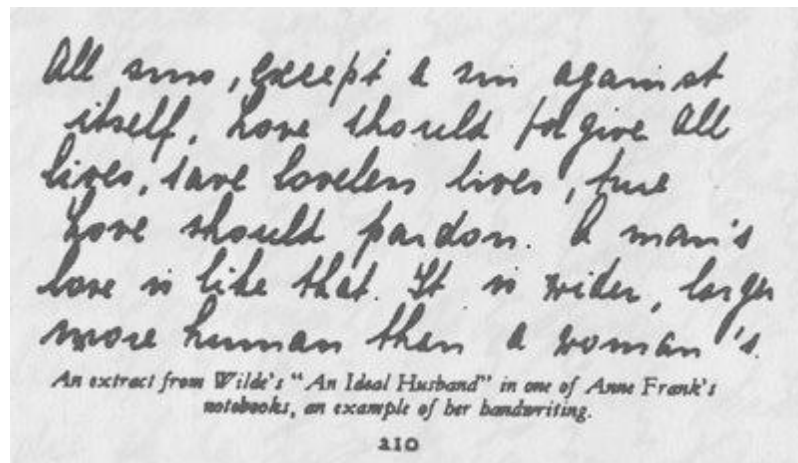 All sins, except a sin against
itself, Love should forgive All
lives, save loveless lives, true
Love should pardon. A man's
love is like that. It is wider, larger
more human than a woman's.
An extract from Wilde's "An Ideal Husband" in one of Anne Frank's
notebooks, an example of her handwriting.
210